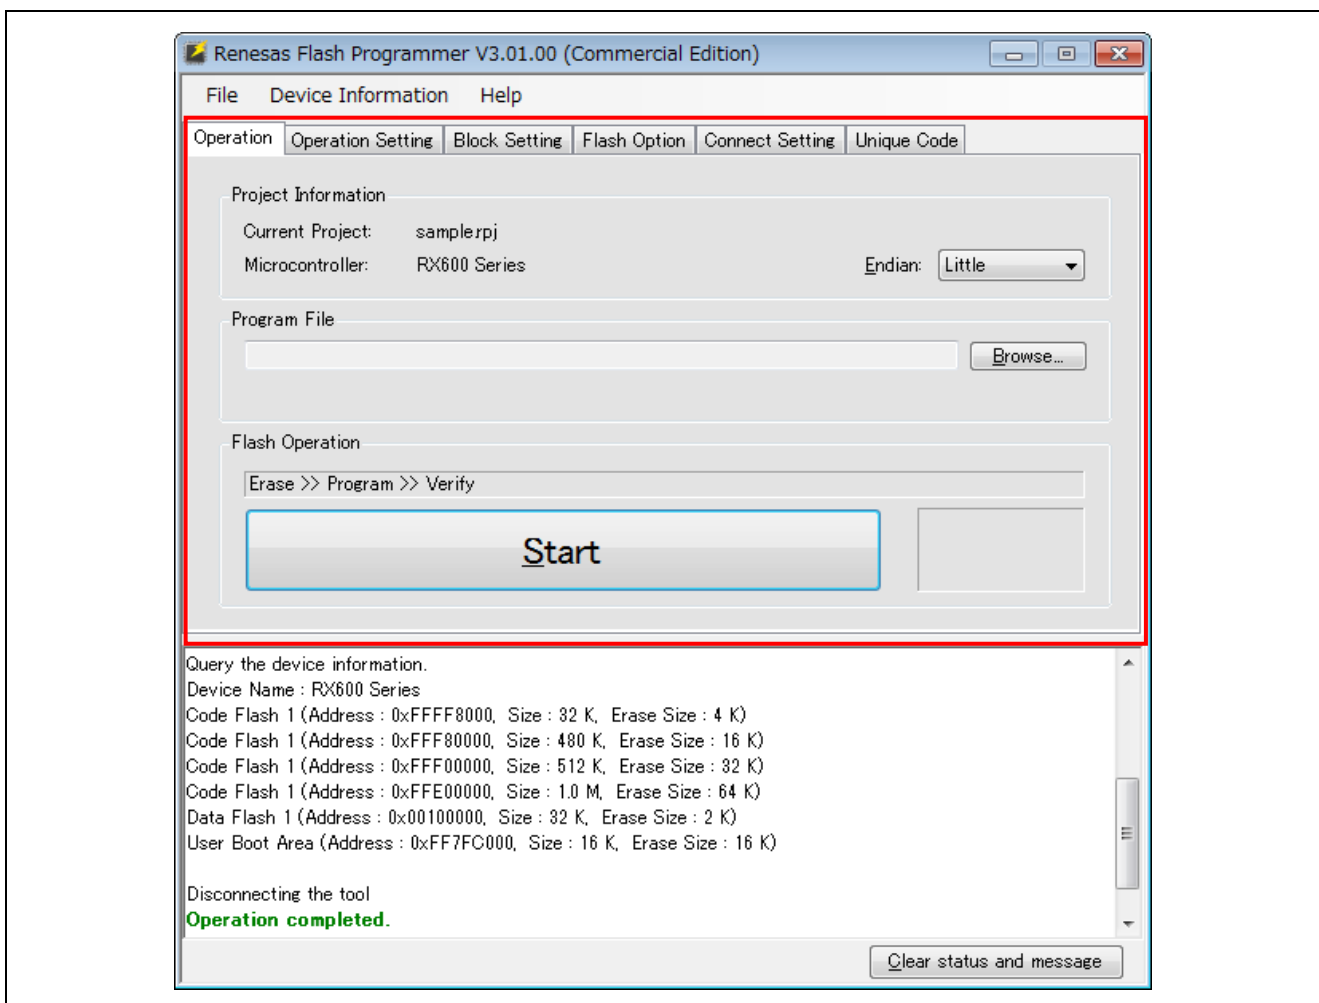 Renesas Flash Programmer V3.01.00 (Commercial Edition)
File Device Information Help
Operation Operation Setting Block Setting Flash Option Connect Setting Unique Code
Project Information
Current Project: sample.rpj
Microcontroller: RX600 Series Endian: Little
Program File
Browse...
Flash Operation
Erase >> Program >> Verify
Start
Query the device information.
Device Name : RX600 Series
Code Flash 1 (Address : 0xFFFF8000, Size : 32 K, Erase Size : 4 K)
Code Flash 1 (Address : 0xFFF80000, Size : 480 K, Erase Size : 16 K)
Code Flash 1 (Address : 0xFFF00000, Size : 512 K, Erase Size : 32 K)
Code Flash 1 (Address : 0xFFE00000, Size : 1.0 M, Erase Size : 64 K)
Data Flash 1 (Address : 0x00100000, Size : 32 K, Erase Size : 2 K)
User Boot Area (Address : 0xFF7FC000, Size : 16 K, Erase Size : 16 K)
Disconnecting the tool
Operation completed.
Clear status and message